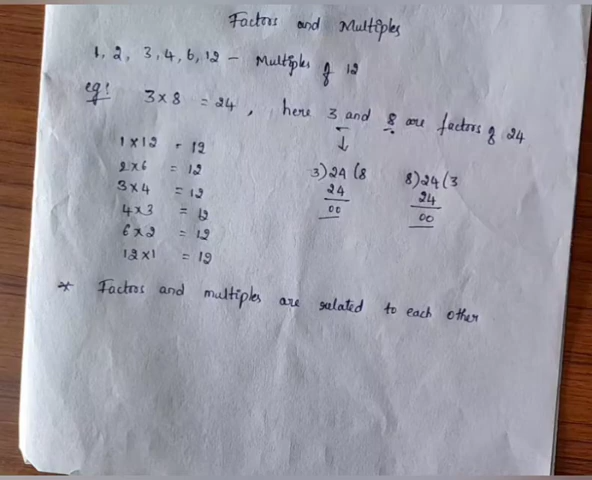 Factors and Multiples
1, 2, 3, 4, 6, 12 - Multiples of 12
eg! 3 x 8 = 24, here 3 and 8 are factors of 24
↓
1 x 12 = 12
2 x 6 = 12 3)24(8 8)24(3
3 x 4 = 12 24 24
4 x 3 = 12 00 00
6 x 2 = 12
12 x 1 = 12
* Factors and multiples are related to each other